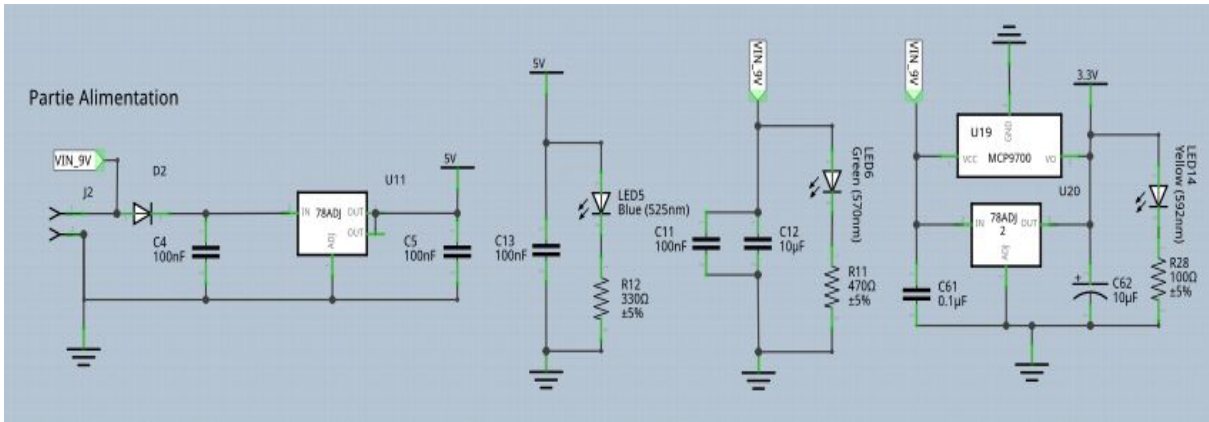 Partie Alimentation
VIN_9V
J2
D2
C4
100nF
IN
78ADJ
OUT
OUT
ADJ
U11
5V
C5
100nF
5V
C13
100nF
LED5
Blue (525nm)
R12
330Ω
±5%
VIN_9V
C11
100nF
C12
10µF
LED6
Green (570nm)
R11
470Ω
±5%
VIN_9V
GND
U19
MCP9700
VCC
VO
3.3V
U20
IN
78ADJ
2
OUT
ADJ
C61
0.1µF
C62
10µF
LED14
Yellow (592nm)
R28
100Ω
±5%